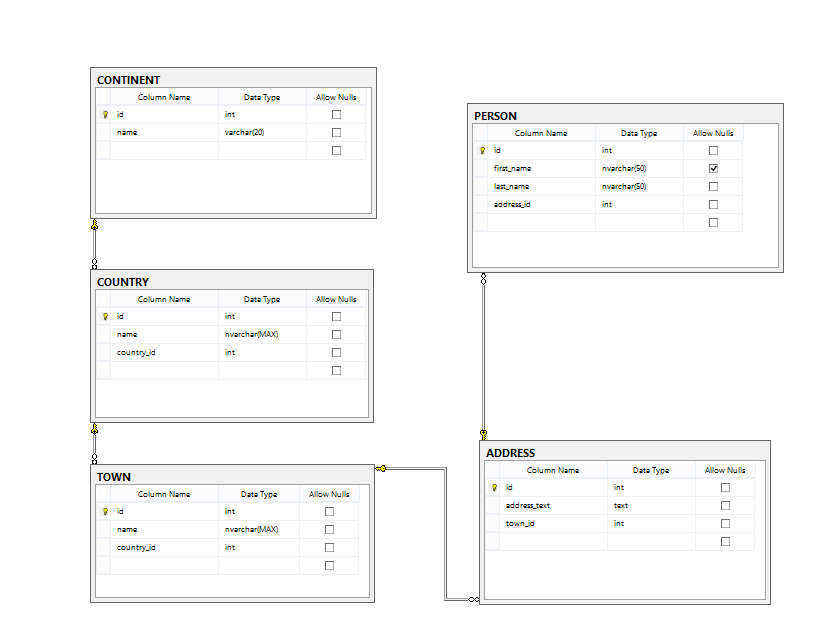 CONTINENT
Column Name Data Type Allow Nulls
id int
name varchar(20)
PERSON
Column Name Data Type Allow Nulls
id int
first_name nvarchar(50)
last_name nvarchar(50)
address_id int
COUNTRY
Column Name Data Type Allow Nulls
id int
name nvarchar(MAX)
country_id int
TOWN
Column Name Data Type Allow Nulls
id int
name nvarchar(MAX)
country_id int
ADDRESS
Column Name Data Type Allow Nulls
id int
address_text text
town_id int